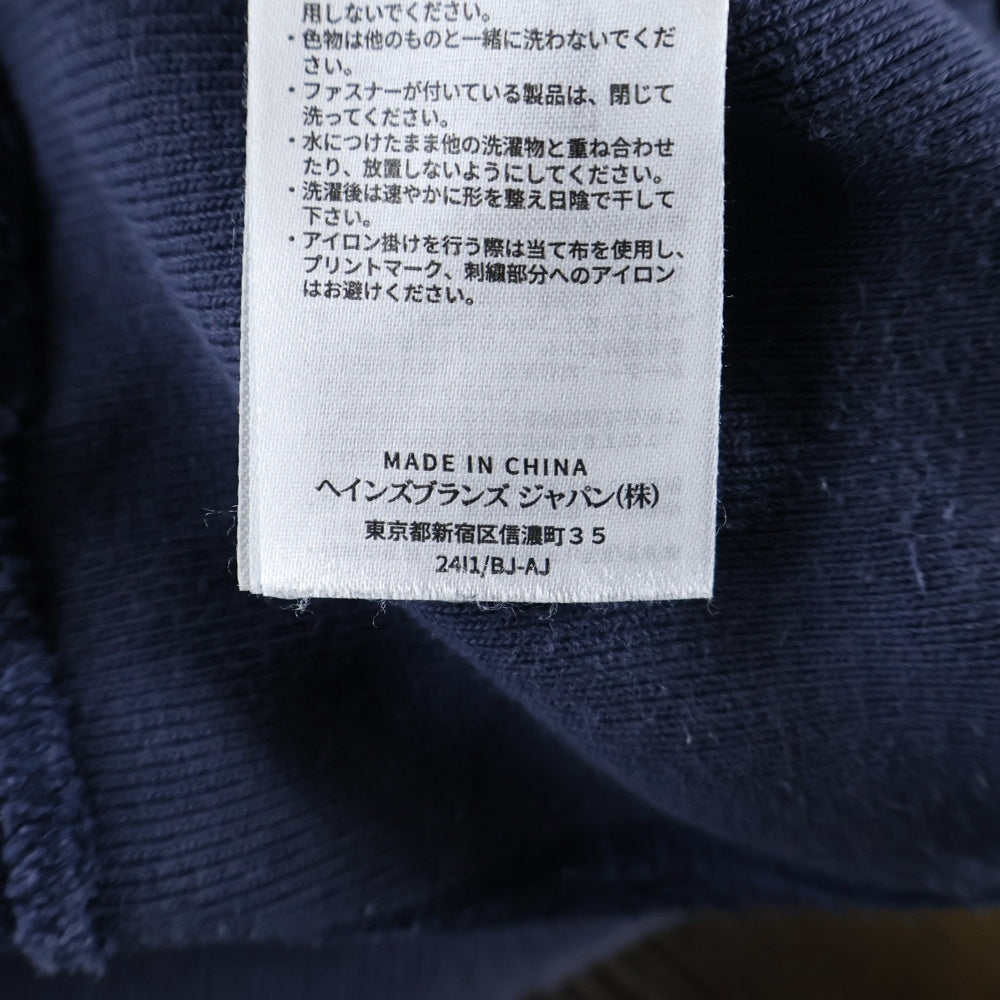 用しないでください。
・色物は他のものと一緒に洗わないでくだ
さい。
・ファスナーが付いている製品は、閉じて
洗ってください。
・水につけたまま他の洗濯物と重ね合わせ
たり、放置しないようにしてください。
・洗濯後は速やかに形を整え日陰で干して
下さい。
・アイロン掛けを行う際は当て布を使用し、
プリントマーク、刺繍部分へのアイロン
はお避けください。
MADE IN CHINA
ヘインズブランズ ジャパン(株)
東京都新宿区信濃町３５
24I1/BJ-AJ